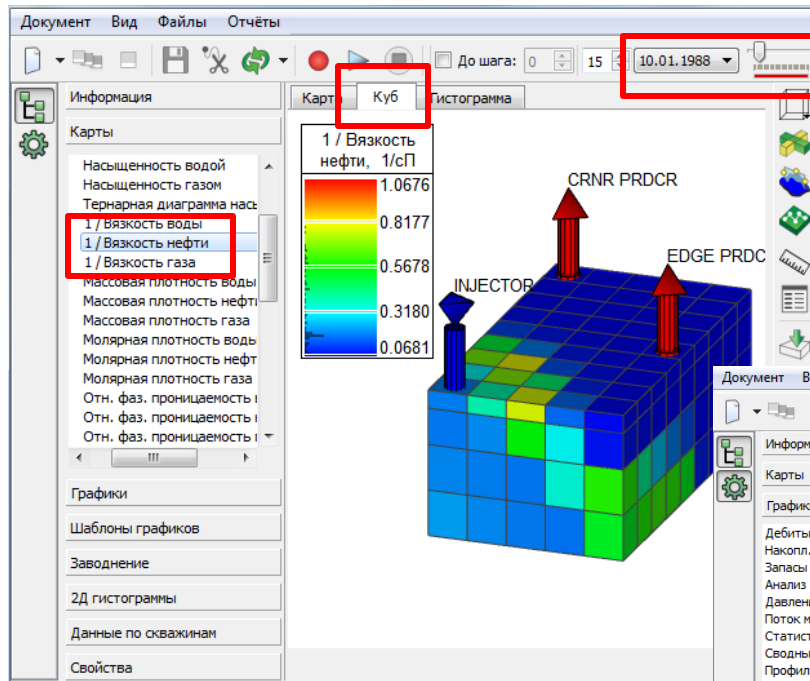 Документ Вид Файлы Отчёты
До шага: 0 15 10.01.1988
Информация
Карты
Насыщенность водой
Насыщенность газом
Тернарная диаграмма
1 / Вязкость воды
1 / Вязкость нефти
1 / Вязкость газа
Массовая плотность воды
Массовая плотность
Массовая плотность газа
Молярная плотность
Молярная плотность
Молярная плотность газа
Отн. фаз. проницаемость
Отн. фаз. проницаемость
Отн. фаз. проницаемость
Графики
Шаблоны графиков
Заводнение
2Д гистограммы
Данные по скважинам
Свойства
Карта Куб Гистограмма
1 / Вязкость
нефти, 1/сП
1.0676
0.8177
0.5678
0.3180
0.0681
CRNR PRDCR
EDGE PRDC
INJECTOR
Документ В
Информ
Карты
График
Дебиты
Накопл.
Запасы
Анализ
Давлен
Поток м
Статист
Сводны
Профил